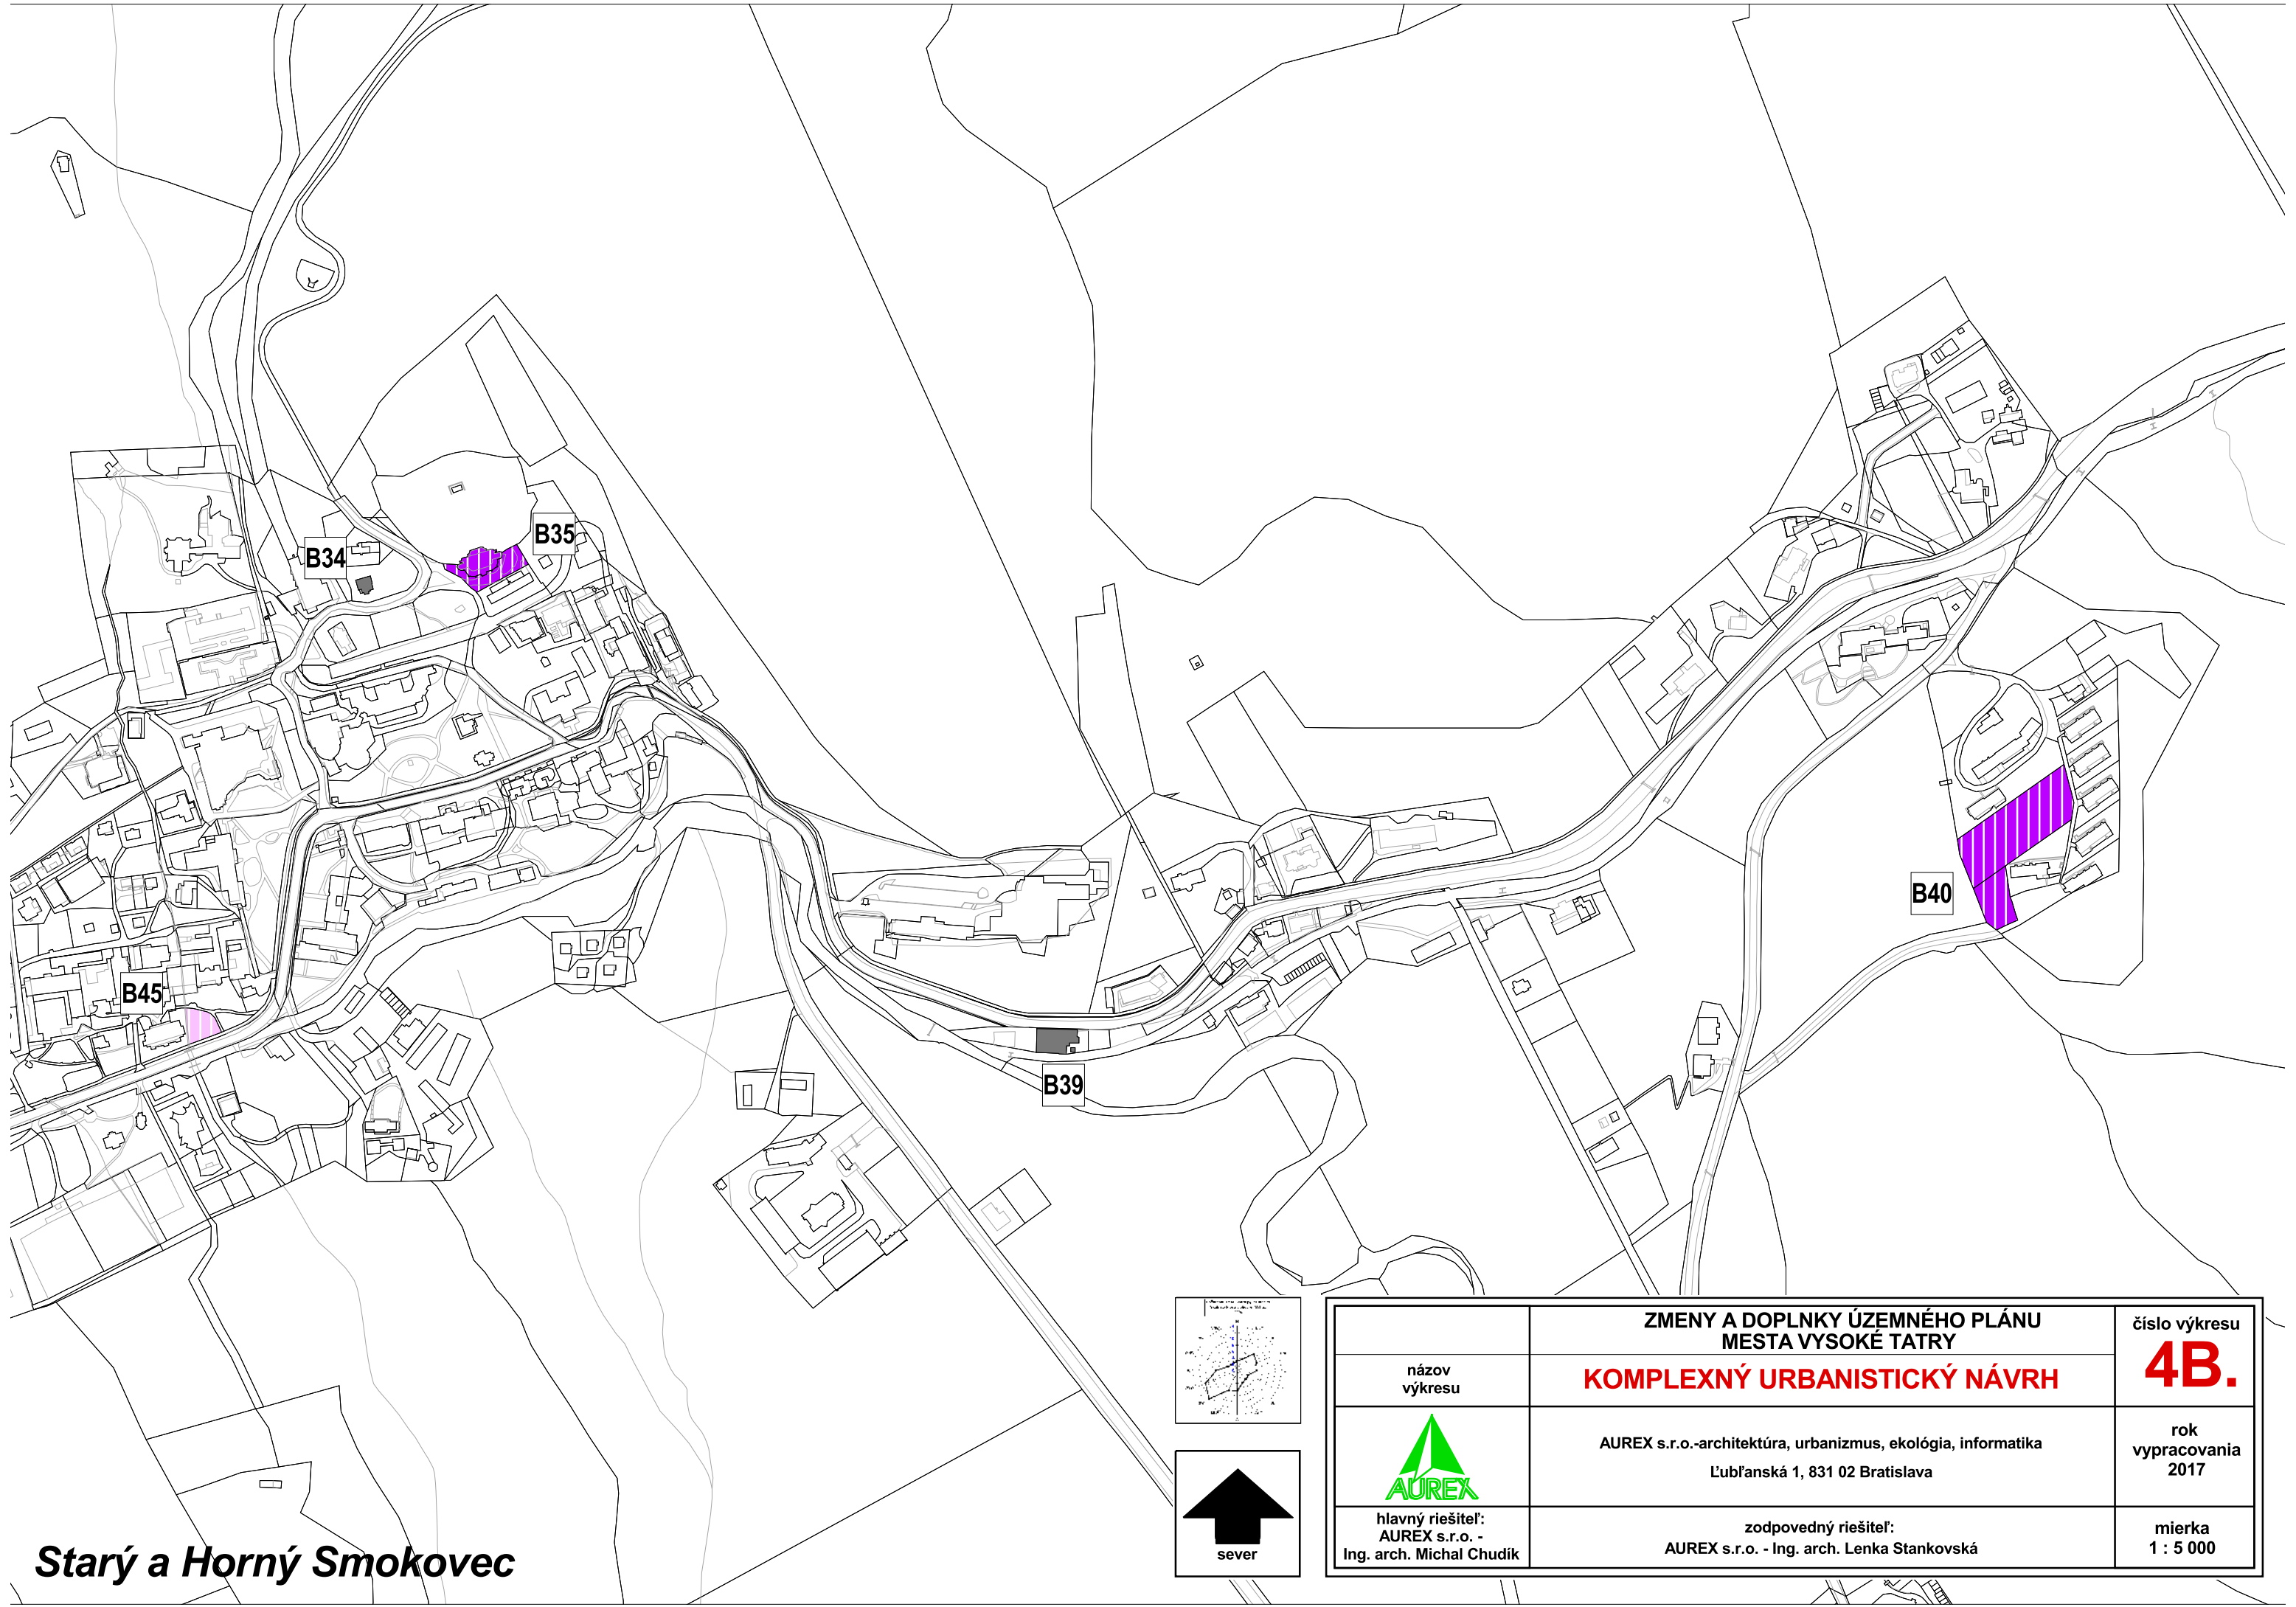 B35
B34
B40
B45
B39
ZMENY A DOPLNKY ÚZEMNÉHO PLÁNU
MESTA VYSOKÉ TATRY
číslo výkresu
4B.
názov
výkresu
KOMPLEXNÝ URBANISTICKÝ NÁVRH
AUREX
AUREX s.r.o.-architektúra, urbanizmus, ekológia, informatika
Ľubľanská 1, 831 02 Bratislava
rok
vypracovania
2017
hlavný riešiteľ:
AUREX s.r.o. -
Ing. arch. Michal Chudík
zodpovedný riešiteľ:
AUREX s.r.o. - Ing. arch. Lenka Stankovská
mierka
1 : 5 000
sever
Starý a Horný Smokovec